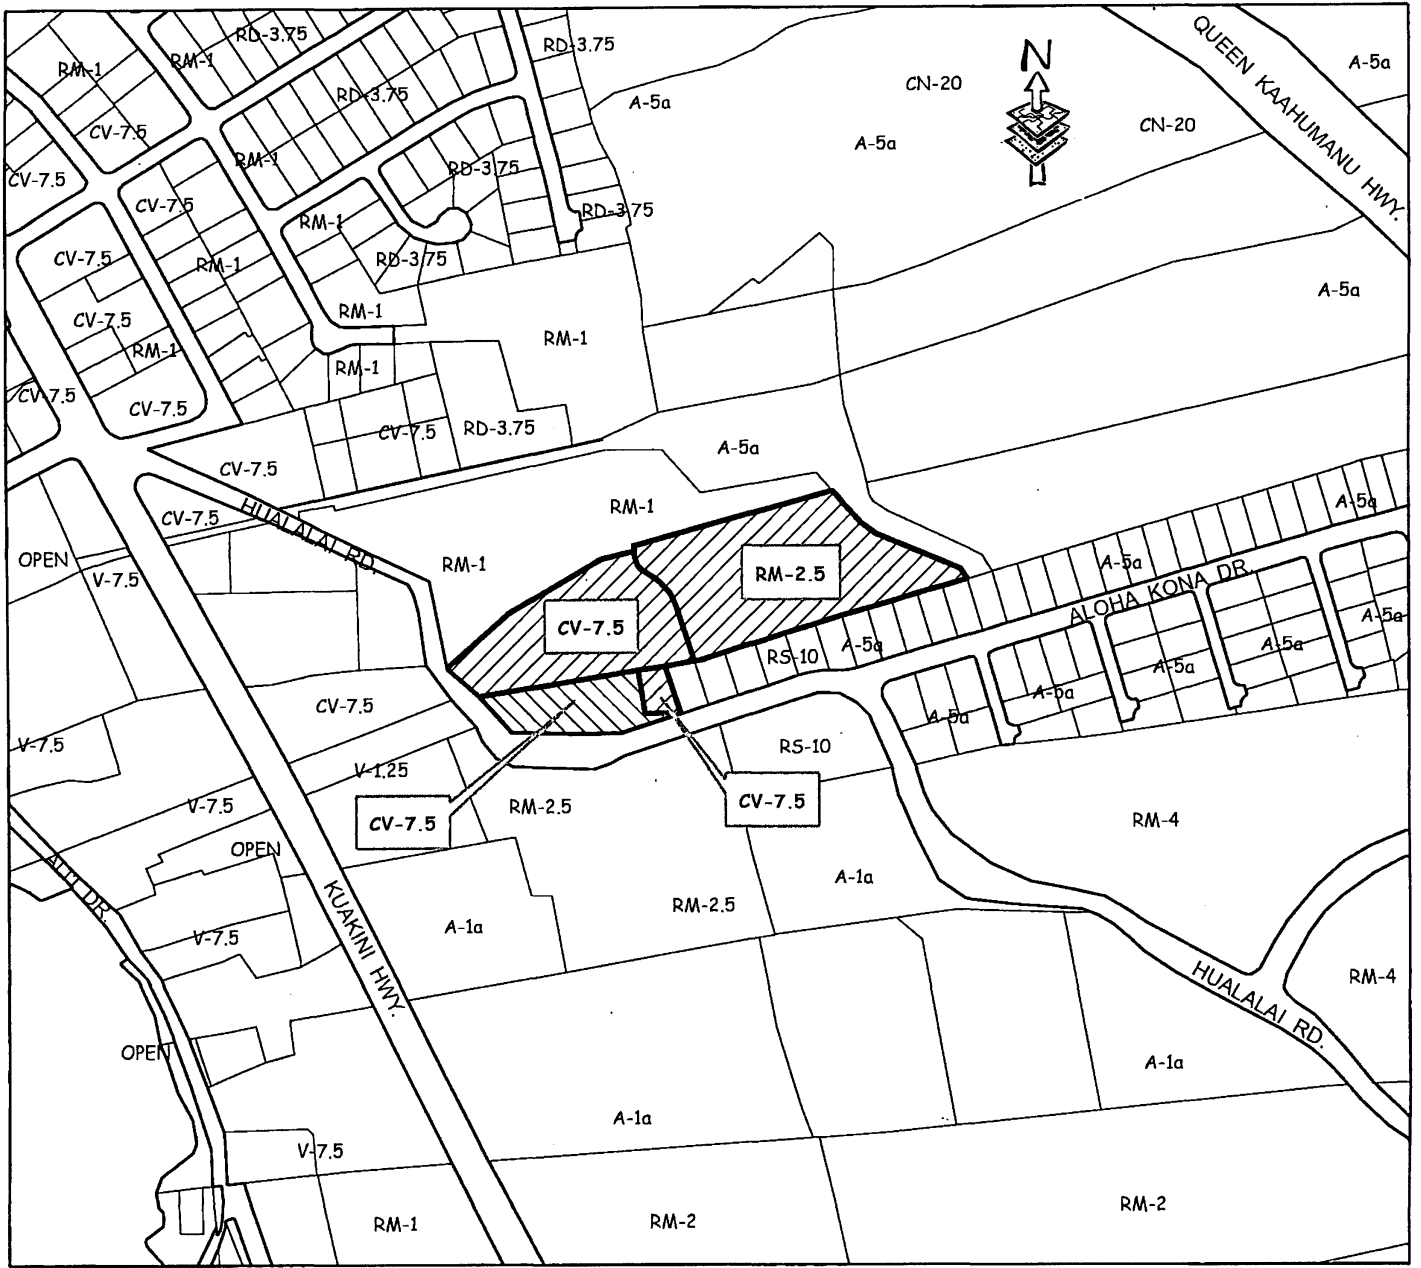 RD-3.75
RD-3.75
QUEEN KAAHUMANU HWY.
N
RM-1
RM-1
A-5a
CN-20
RD-3.75
A-5a
CN-20
CV-7.5
A-5a
RM-1
RD-3.75
CV-7.5
CV-7.5
RD-3.75
RM-1
CV-7.5
RM-1
RD-3.75
A-5a
CV-7.5
RM-1
RM-1
RM-1
RM-1
CV-7.5
CV-7.5
CV-7.5
RD-3.75
A-5a
CV-7.5
A-5a
HUALALAI RD.
RM-1
CV-7.5
OPEN
RM-1
A-5a
V-7.5
RM-2.5
ALOHA KONA DR.
A-5a
CV-7.5
A-5a
RS-10
A-5a
A-5a
A-5a
CV-7.5
A-5a
V-7.5
RS-10
V-1.25
V-7.5
RM-2.5
CV-7.5
CV-7.5
RM-4
OPEN
ALII DR.
A-1a
KUAKINI HWY.
RM-2.5
A-1a
V-7.5
HUALALAI RD.
RM-4
OPEN
A-1a
A-1a
V-7.5
RM-1
RM-2
RM-2